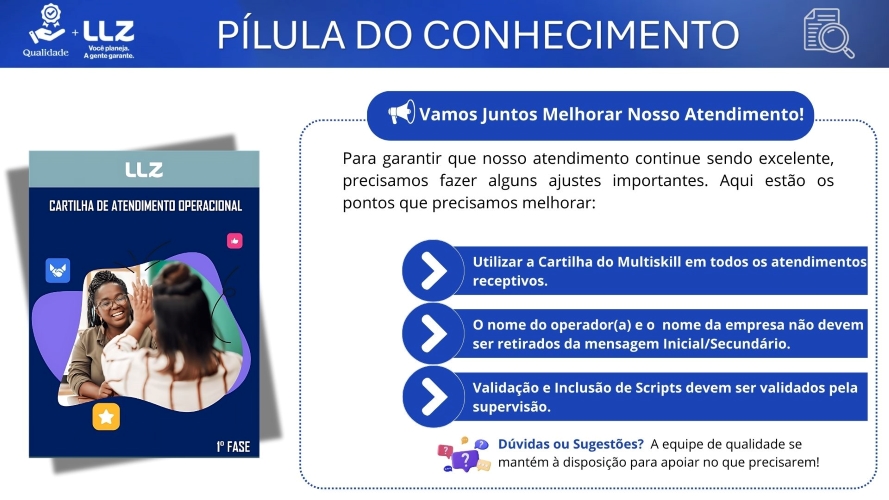 Qualidade
+
LLZ
Você planeja.
A gente garante.
PÍLULA DO CONHECIMENTO
LLZ
CARTILHA DE ATENDIMENTO OPERACIONAL
1º FASE
Vamos Juntos Melhorar Nosso Atendimento!
Para garantir que nosso atendimento continue sendo excelente,
precisamos fazer alguns ajustes importantes. Aqui estão os
pontos que precisamos melhorar:
Utilizar a Cartilha do Multiskill em todos os atendimentos
receptivos.
O nome do operador(a) e o nome da empresa não devem
ser retirados da mensagem Inicial/Secundário.
Validação e Inclusão de Scripts devem ser validados pela
supervisão.
Dúvidas ou Sugestões? A equipe de qualidade se
mantém à disposição para apoiar no que precisarem!